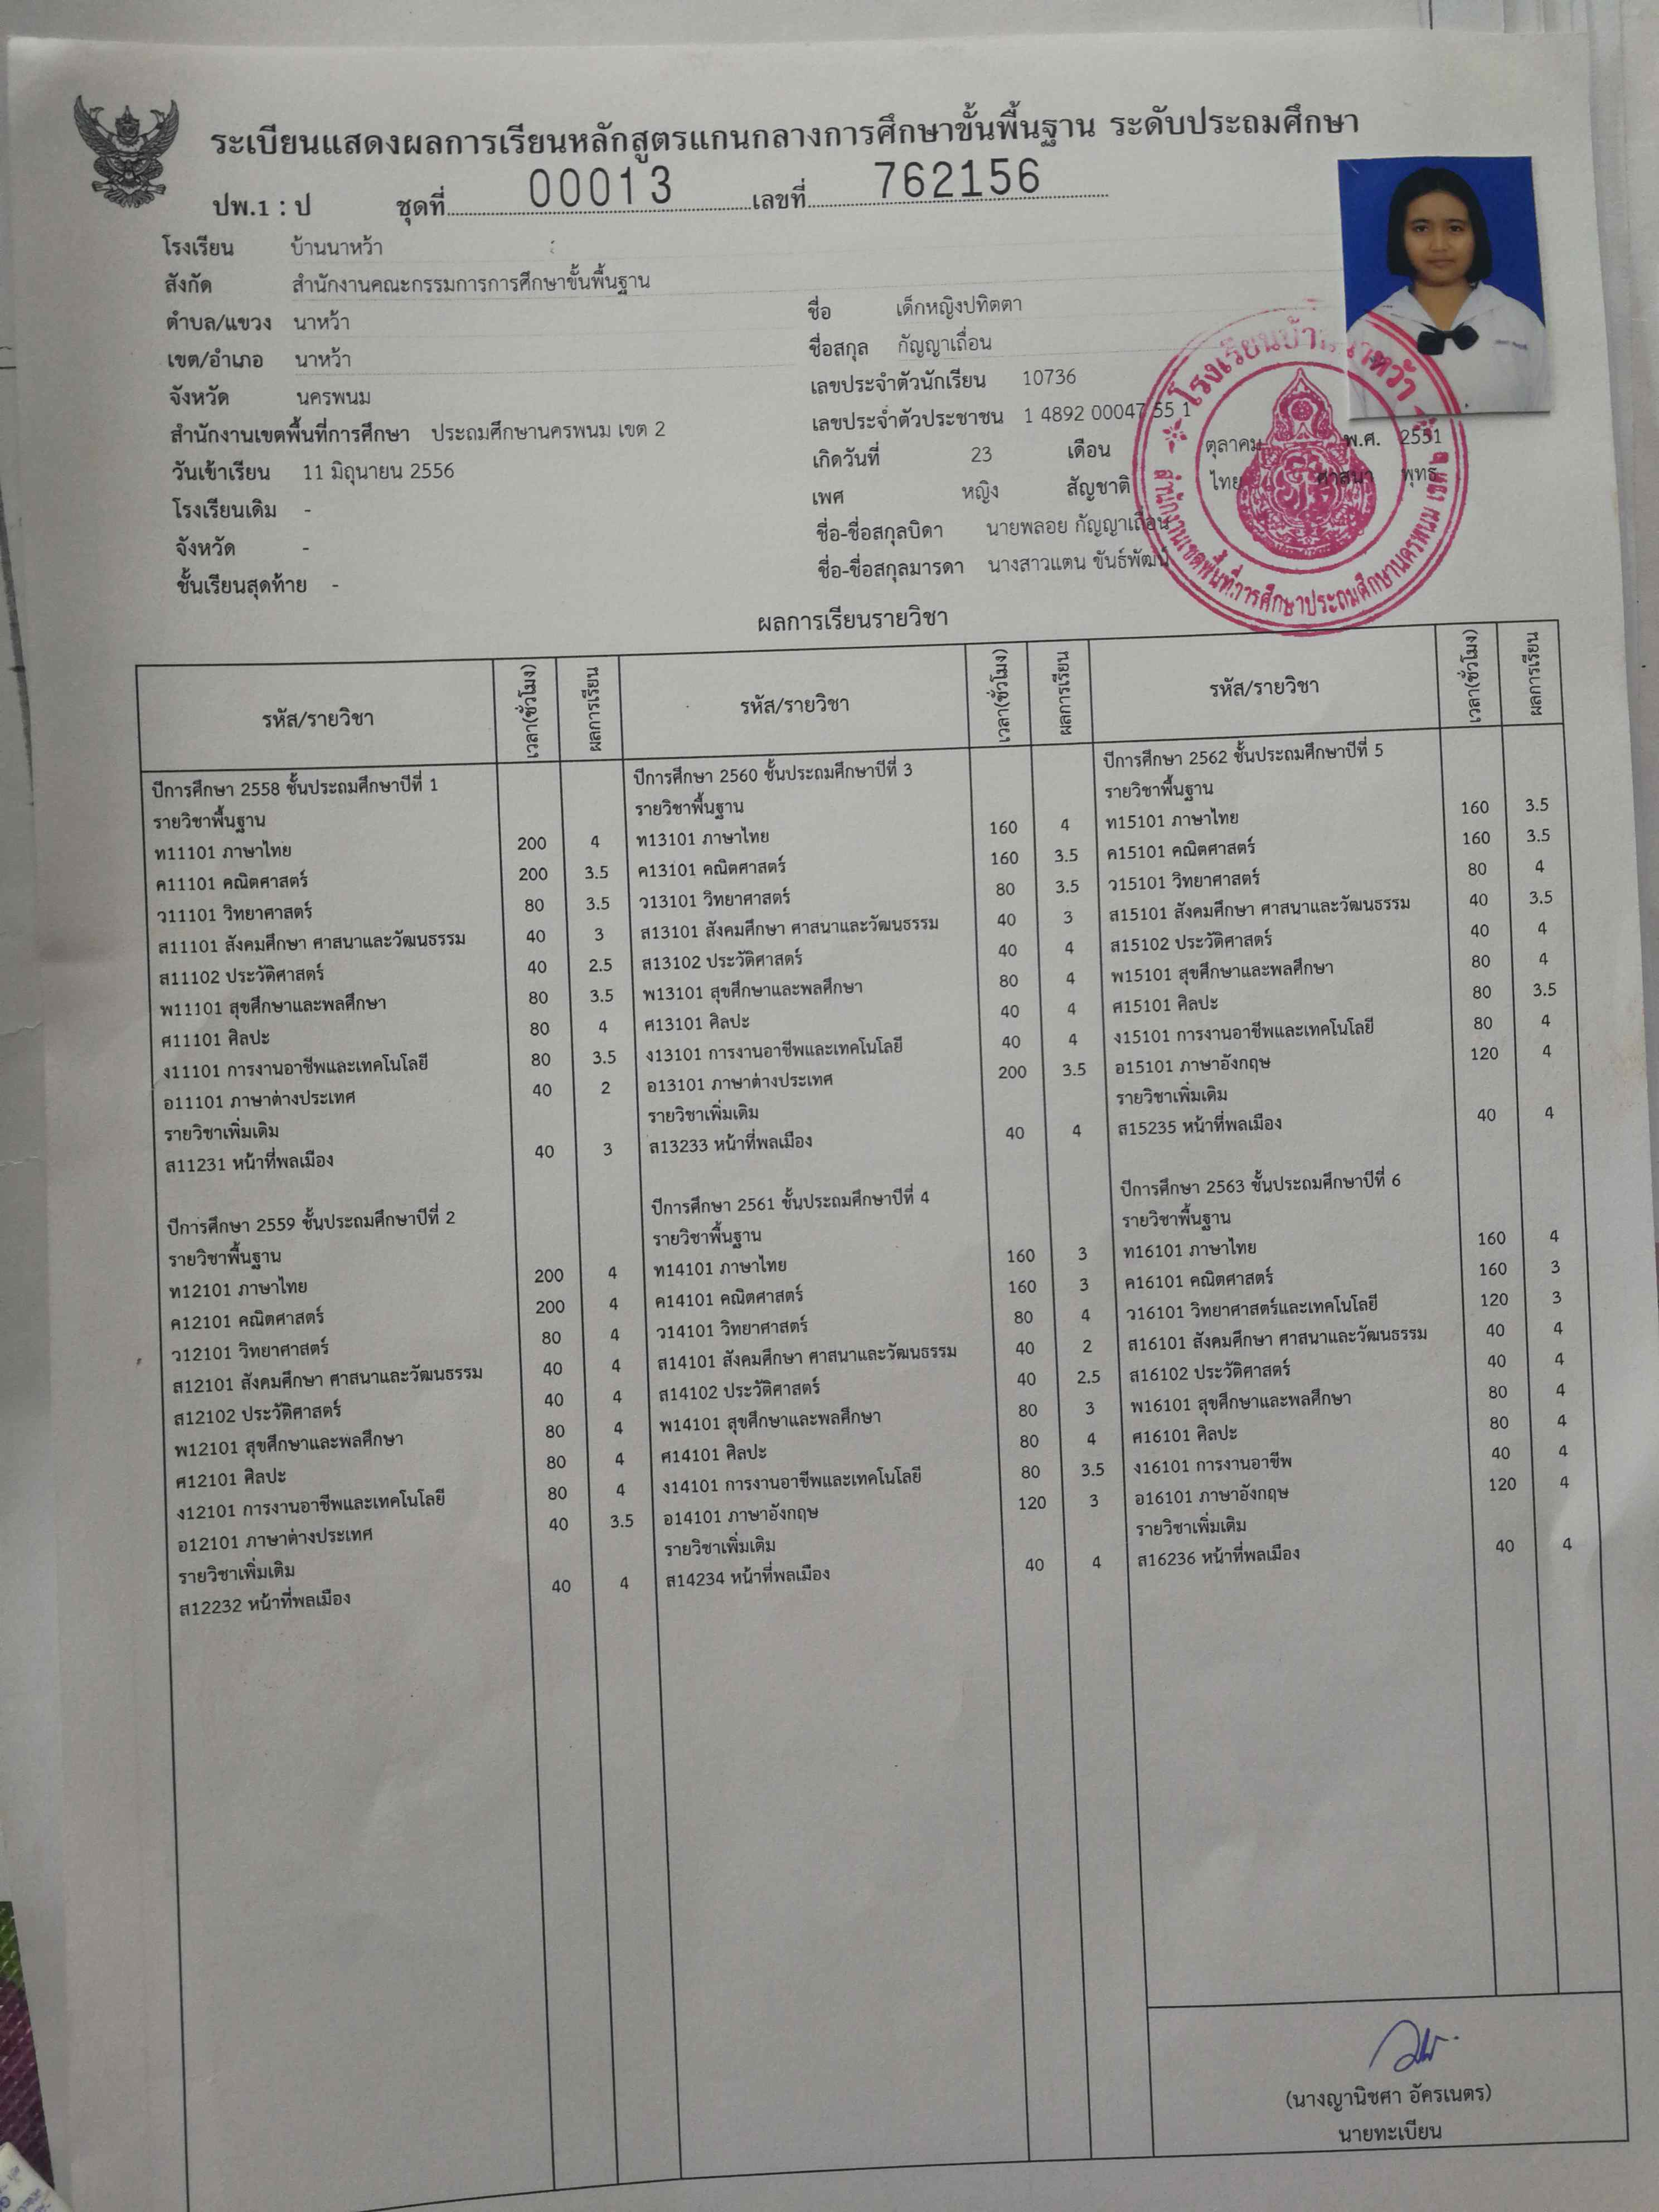 ระเบียนแสดงผลการเรียนหลักสูตรแกนกลางการศึกษาขั้นพื้นฐาน ระดับประถมศึกษา
ปพ.1 : ป ชุดที่ 00013 เลขที่ 762156
โรงเรียน บ้านนาหว้า
สังกัด สำนักงานคณะกรรมการการศึกษาขั้นพื้นฐาน
ตำบล/แขวง นาหว้า
เขต/อำเภอ นาหว้า
จังหวัด นครพนม
สำนักงานเขตพื้นที่การศึกษา ประถมศึกษานครพนม เขต 2
วันเข้าเรียน 11 มิถุนายน 2556
โรงเรียนเดิม -
จังหวัด -
ชั้นเรียนสุดท้าย -
ชื่อ เด็กหญิงปทิตตา
ชื่อสกุล กัญญาเถื่อน
เลขประจำตัวนักเรียน 10736
เลขประจำตัวประชาชน 1 4892 00047 55 1
เกิดวันที่ 23 เดือน ตุลาคม พ.ศ. 2551
เพศ หญิง สัญชาติ ไทย ศาสนา พุทธ
ชื่อ-ชื่อสกุลบิดา นายพลอย กัญญาเถื่อน
ชื่อ-ชื่อสกุลมารดา นางสาวแตน ขันธ์พัฒน์
โรงเรียนบ้านนาหว้า
สำนักงานเขตพื้นที่การศึกษาประถมศึกษานครพนม เขต
ผลการเรียนรายวิชา
รหัส/รายวิชา เวลา(ชั่วโมง) ผลการเรียน
ปีการศึกษา 2558 ชั้นประถมศึกษาปีที่ 1
รายวิชาพื้นฐาน
ท11101 ภาษาไทย 200 4
ค11101 คณิตศาสตร์ 200 3.5
ว11101 วิทยาศาสตร์ 80 3.5
ส11101 สังคมศึกษา ศาสนาและวัฒนธรรม 40 3
ส11102 ประวัติศาสตร์ 40 2.5
พ11101 สุขศึกษาและพลศึกษา 80 3.5
ศ11101 ศิลปะ 80 4
ง11101 การงานอาชีพและเทคโนโลยี 80 3.5
อ11101 ภาษาต่างประเทศ 40 2
รายวิชาเพิ่มเติม
ส11231 หน้าที่พลเมือง 40 3
ปีการศึกษา 2559 ชั้นประถมศึกษาปีที่ 2
รายวิชาพื้นฐาน
ท12101 ภาษาไทย 200 4
ค12101 คณิตศาสตร์ 200 4
ว12101 วิทยาศาสตร์ 80 4
ส12101 สังคมศึกษา ศาสนาและวัฒนธรรม 40 4
ส12102 ประวัติศาสตร์ 40 4
พ12101 สุขศึกษาและพลศึกษา 80 4
ศ12101 ศิลปะ 80 4
ง12101 การงานอาชีพและเทคโนโลยี 80 4
อ12101 ภาษาต่างประเทศ 40 3.5
รายวิชาเพิ่มเติม
ส12232 หน้าที่พลเมือง 40 4
รหัส/รายวิชา เวลา(ชั่วโมง) ผลการเรียน
ปีการศึกษา 2560 ชั้นประถมศึกษาปีที่ 3
รายวิชาพื้นฐาน
ท13101 ภาษาไทย 160 4
ค13101 คณิตศาสตร์ 160 3.5
ว13101 วิทยาศาสตร์ 80 3.5
ส13101 สังคมศึกษา ศาสนาและวัฒนธรรม 40 3
ส13102 ประวัติศาสตร์ 40 4
พ13101 สุขศึกษาและพลศึกษา 80 4
ศ13101 ศิลปะ 40 4
ง13101 การงานอาชีพและเทคโนโลยี 40 4
อ13101 ภาษาต่างประเทศ 200 3.5
รายวิชาเพิ่มเติม
ส13233 หน้าที่พลเมือง 40 4
ปีการศึกษา 2561 ชั้นประถมศึกษาปีที่ 4
รายวิชาพื้นฐาน
ท14101 ภาษาไทย 160 3
ค14101 คณิตศาสตร์ 160 3
ว14101 วิทยาศาสตร์ 80 4
ส14101 สังคมศึกษา ศาสนาและวัฒนธรรม 40 2
ส14102 ประวัติศาสตร์ 40 2.5
พ14101 สุขศึกษาและพลศึกษา 80 3
ศ14101 ศิลปะ 80 4
ง14101 การงานอาชีพและเทคโนโลยี 80 3.5
อ14101 ภาษาอังกฤษ 120 3
รายวิชาเพิ่มเติม
ส14234 หน้าที่พลเมือง 40 4
รหัส/รายวิชา เวลา(ชั่วโมง) ผลการเรียน
ปีการศึกษา 2562 ชั้นประถมศึกษาปีที่ 5
รายวิชาพื้นฐาน
ท15101 ภาษาไทย 160 3.5
ค15101 คณิตศาสตร์ 160 3.5
ว15101 วิทยาศาสตร์ 80 4
ส15101 สังคมศึกษา ศาสนาและวัฒนธรรม 40 3.5
ส15102 ประวัติศาสตร์ 40 4
พ15101 สุขศึกษาและพลศึกษา 80 4
ศ15101 ศิลปะ 80 3.5
ง15101 การงานอาชีพและเทคโนโลยี 80 4
อ15101 ภาษาอังกฤษ 120 4
รายวิชาเพิ่มเติม
ส15235 หน้าที่พลเมือง 40 4
ปีการศึกษา 2563 ชั้นประถมศึกษาปีที่ 6
รายวิชาพื้นฐาน
ท16101 ภาษาไทย 160 4
ค16101 คณิตศาสตร์ 160 3
ว16101 วิทยาศาสตร์และเทคโนโลยี 120 3
ส16101 สังคมศึกษา ศาสนาและวัฒนธรรม 40 4
ส16102 ประวัติศาสตร์ 40 4
พ16101 สุขศึกษาและพลศึกษา 80 4
ศ16101 ศิลปะ 80 4
ง16101 การงานอาชีพ 40 4
อ16101 ภาษาอังกฤษ 120 4
รายวิชาเพิ่มเติม
ส16236 หน้าที่พลเมือง 40 4
(นางญานิชศา อัครเนตร)
นายทะเบียน